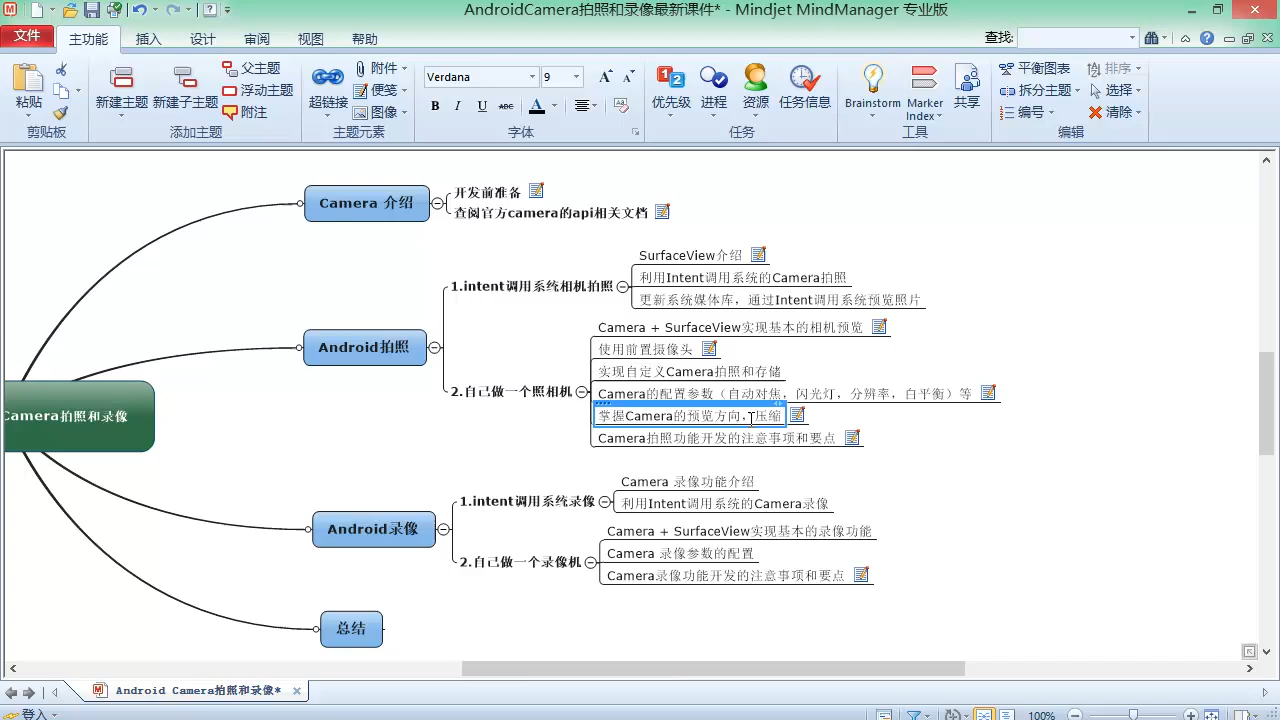 AndroidCamera拍照和录像最新课件* - Mindjet MindManager 专业版
文件
主功能
插入
设计
审阅
视图
帮助
查找:
粘贴
剪贴板
新建主题
新建子主题
父主题
浮动主题
附注
添加主题
超链接
附件
便笺
图像
主题元素
Verdana
9
B I U ABC A
字体
优先级
进程
资源
任务信息
任务
Brainstorm
Marker Index
共享
工具
平衡图表
拆分主题
编号
排序
选择
清除
编辑
Camera 介绍
开发前准备
查阅官方camera的api相关文档
SurfaceView介绍
1.intent调用系统相机拍照
利用Intent调用系统的Camera拍照
更新系统媒体库，通过Intent调用系统预览照片
Android拍照
Camera + SurfaceView实现基本的相机预览
使用前置摄像头
实现自定义Camera拍照和存储
2.自己做一个照相机
Camera的配置参数（自动对焦，闪光灯，分辨率，白平衡）等
掌握Camera的预览方向，压缩
Camera拍照功能开发的注意事项和要点
Camera拍照和录像
Camera 录像功能介绍
1.intent调用系统录像
利用Intent调用系统的Camera录像
Android录像
Camera + SurfaceView实现基本的录像功能
2.自己做一个录像机
Camera 录像参数的配置
Camera录像功能开发的注意事项和要点
总结
Android Camera拍照和录像*
登入
100%